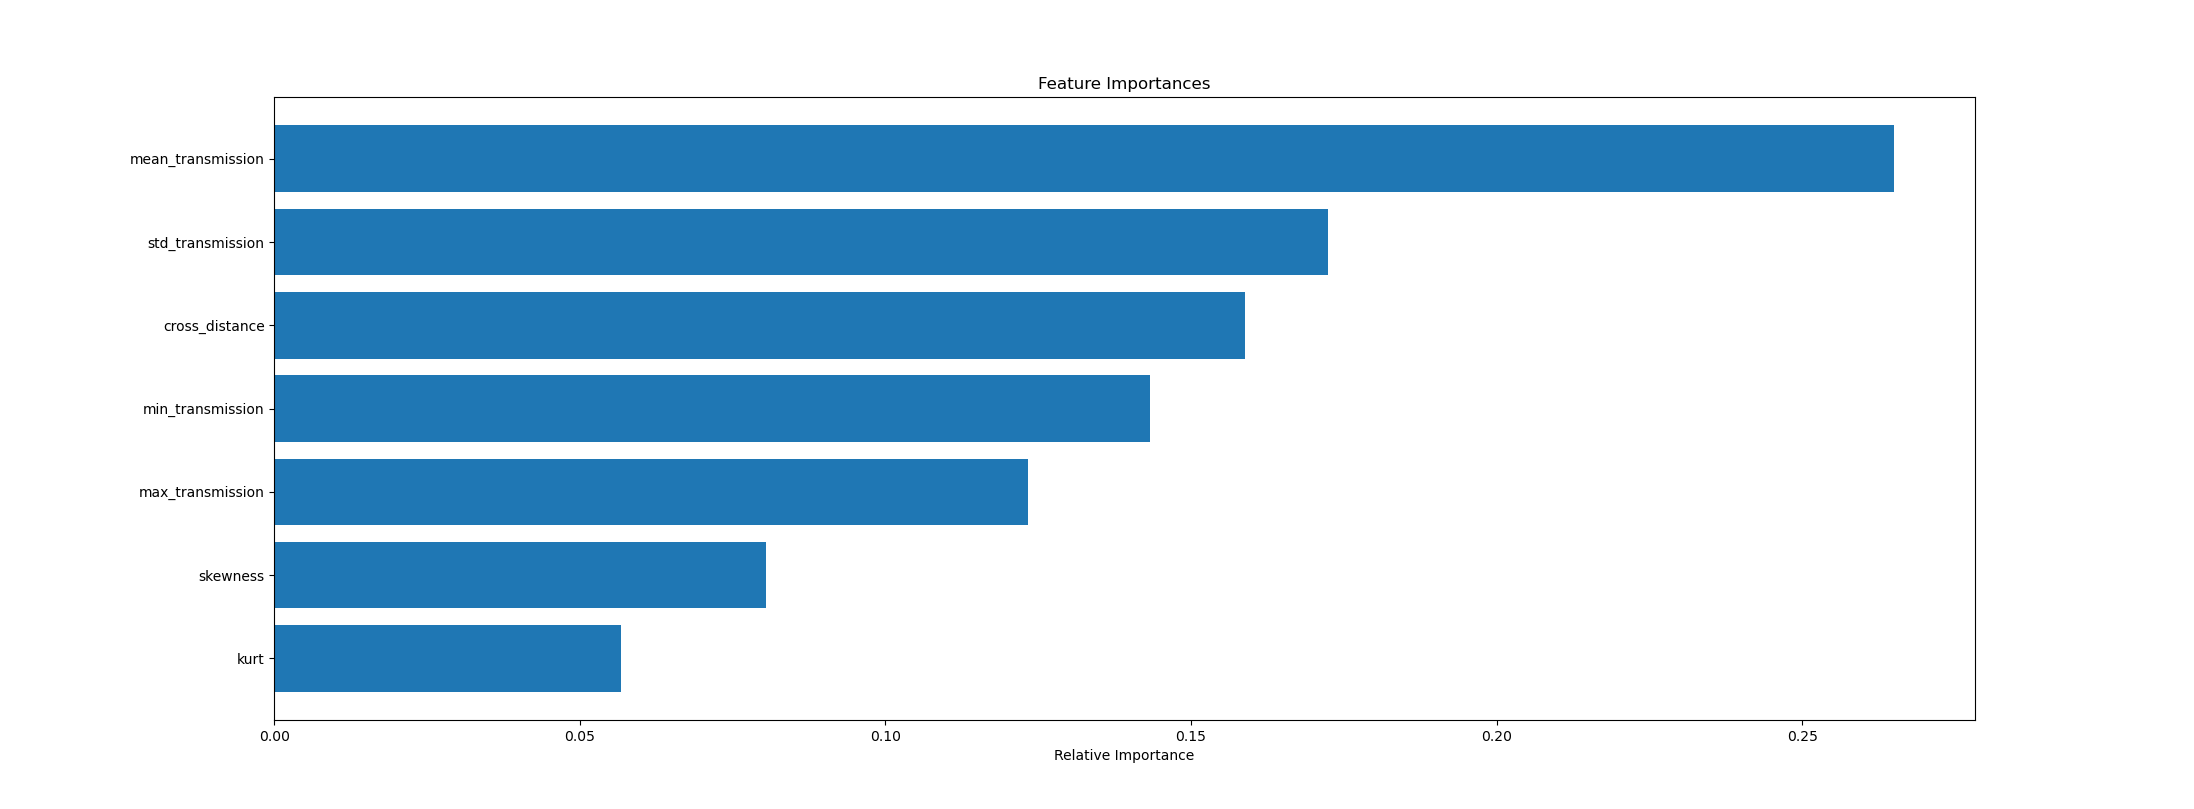 Feature Importances
mean_transmission
std_transmission
cross_distance
min_transmission
max_transmission
skewness
kurt
0.00 0.05 0.10 0.15 0.20 0.25
Relative Importance